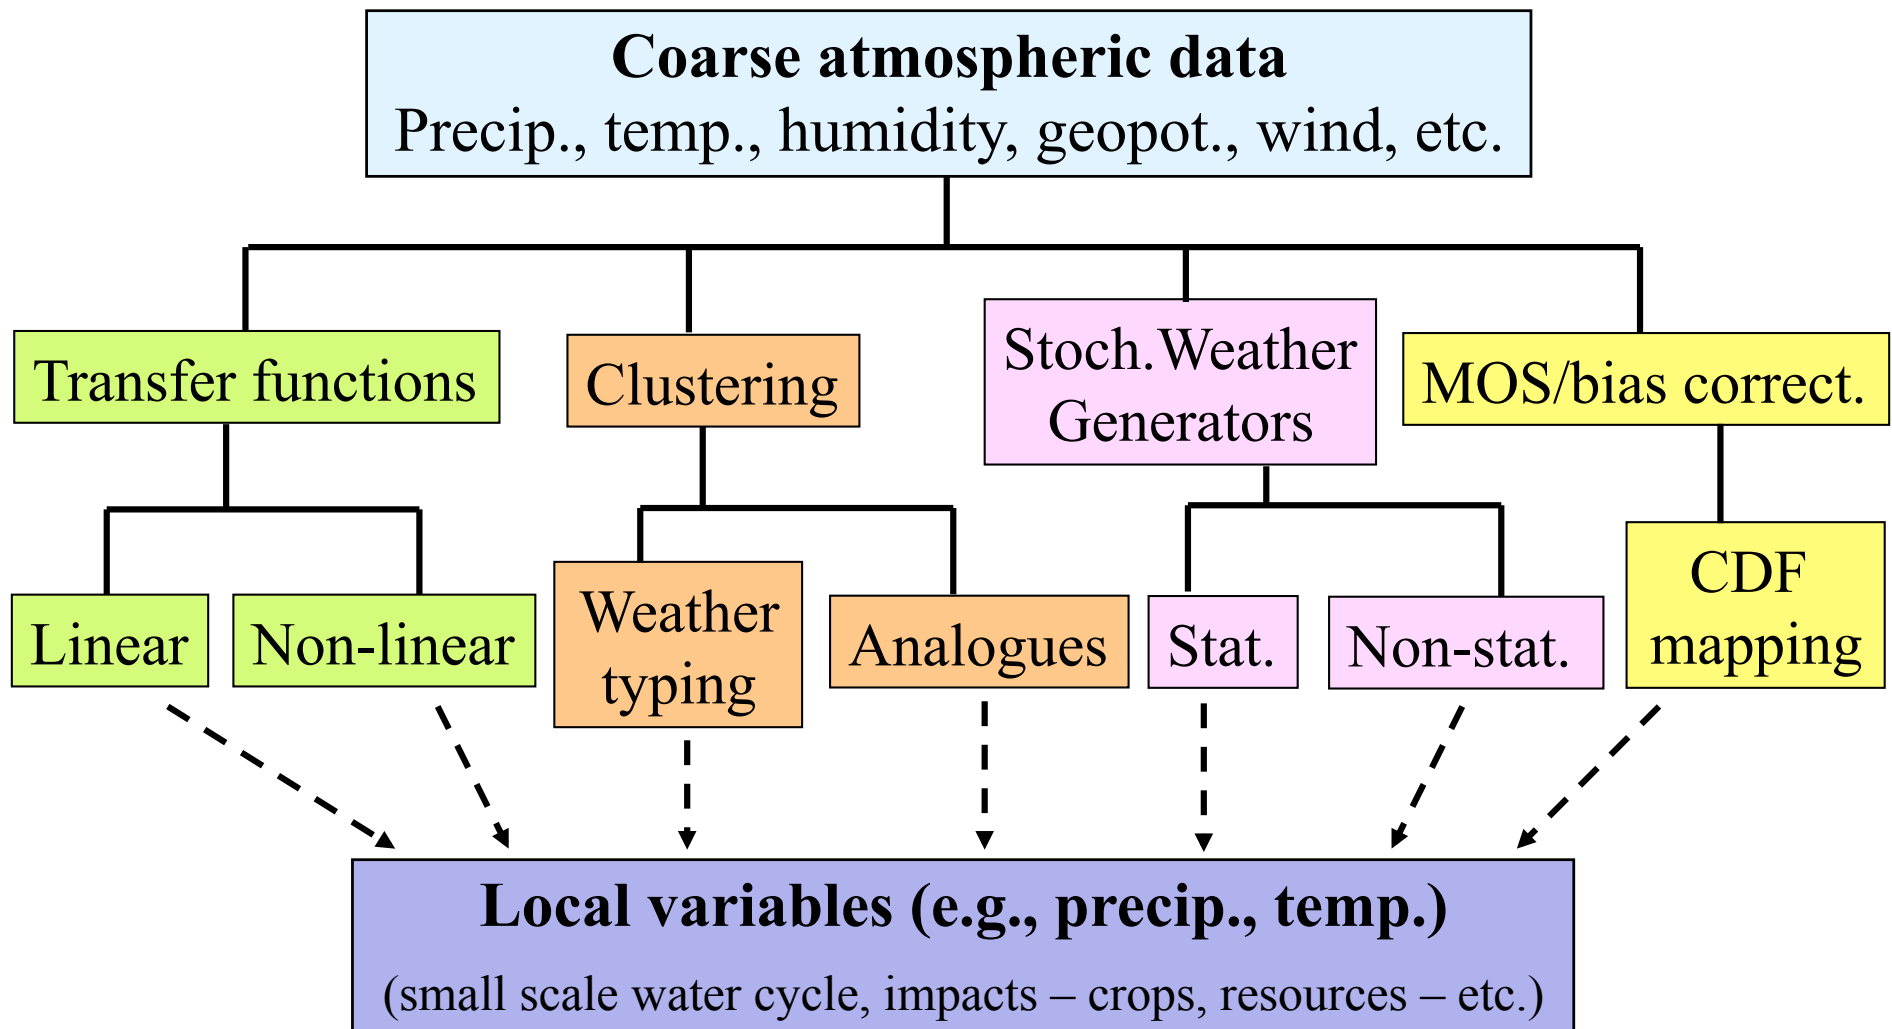 Coarse atmospheric data
Precip., temp., humidity, geopot., wind, etc.
Transfer functions
Clustering
Stoch.Weather
Generators
MOS/bias correct.
Linear
Non-linear
Weather
typing
Analogues
Stat.
Non-stat.
CDF
mapping
Local variables (e.g., precip., temp.)
(small scale water cycle, impacts – crops, resources – etc.)